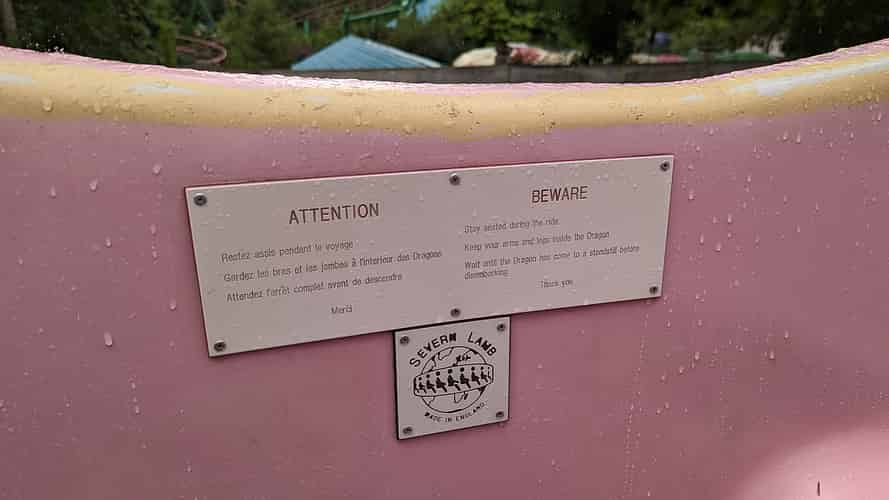 ATTENTION
Restez assis pendant le voyage
Gardez les bras et les jambes à l'interieur des Dragons
Attendez l'arrêt complet avant de descendre
Merci
BEWARE
Stay seated during the ride.
Keep your arms and legs inside the Dragon
Wait until the Dragon has come to a standstill before
disembarking.
Thank you
SEVERN LAMB
MADE IN ENGLAND.